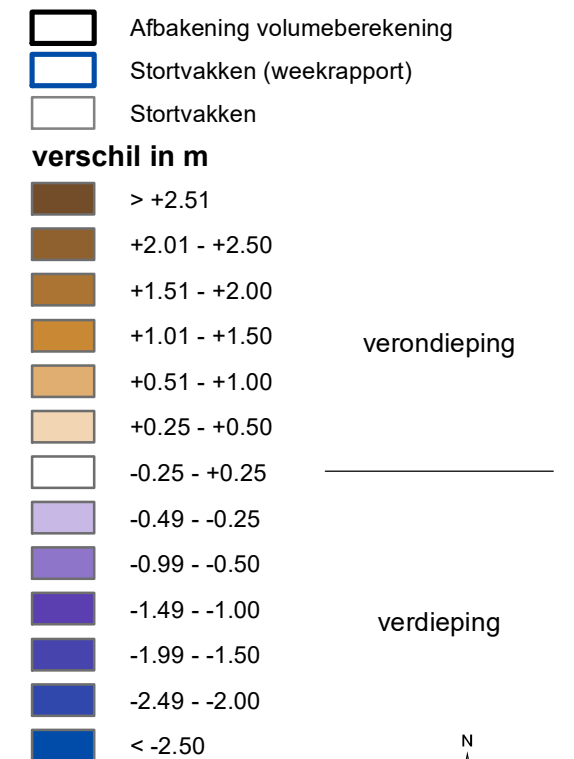 Afbakening volumeberekening
Stortvakken (weekrapport)
Stortvakken
verschil in m
> +2.51
+2.01 - +2.50
+1.51 - +2.00
+1.01 - +1.50
verondieping
+0.51 - +1.00
+0.25 - +0.50
-0.25 - +0.25
-0.49 - -0.25
-0.99 - -0.50
-1.49 - -1.00
verdieping
-1.99 - -1.50
-2.49 - -2.00
< -2.50
N